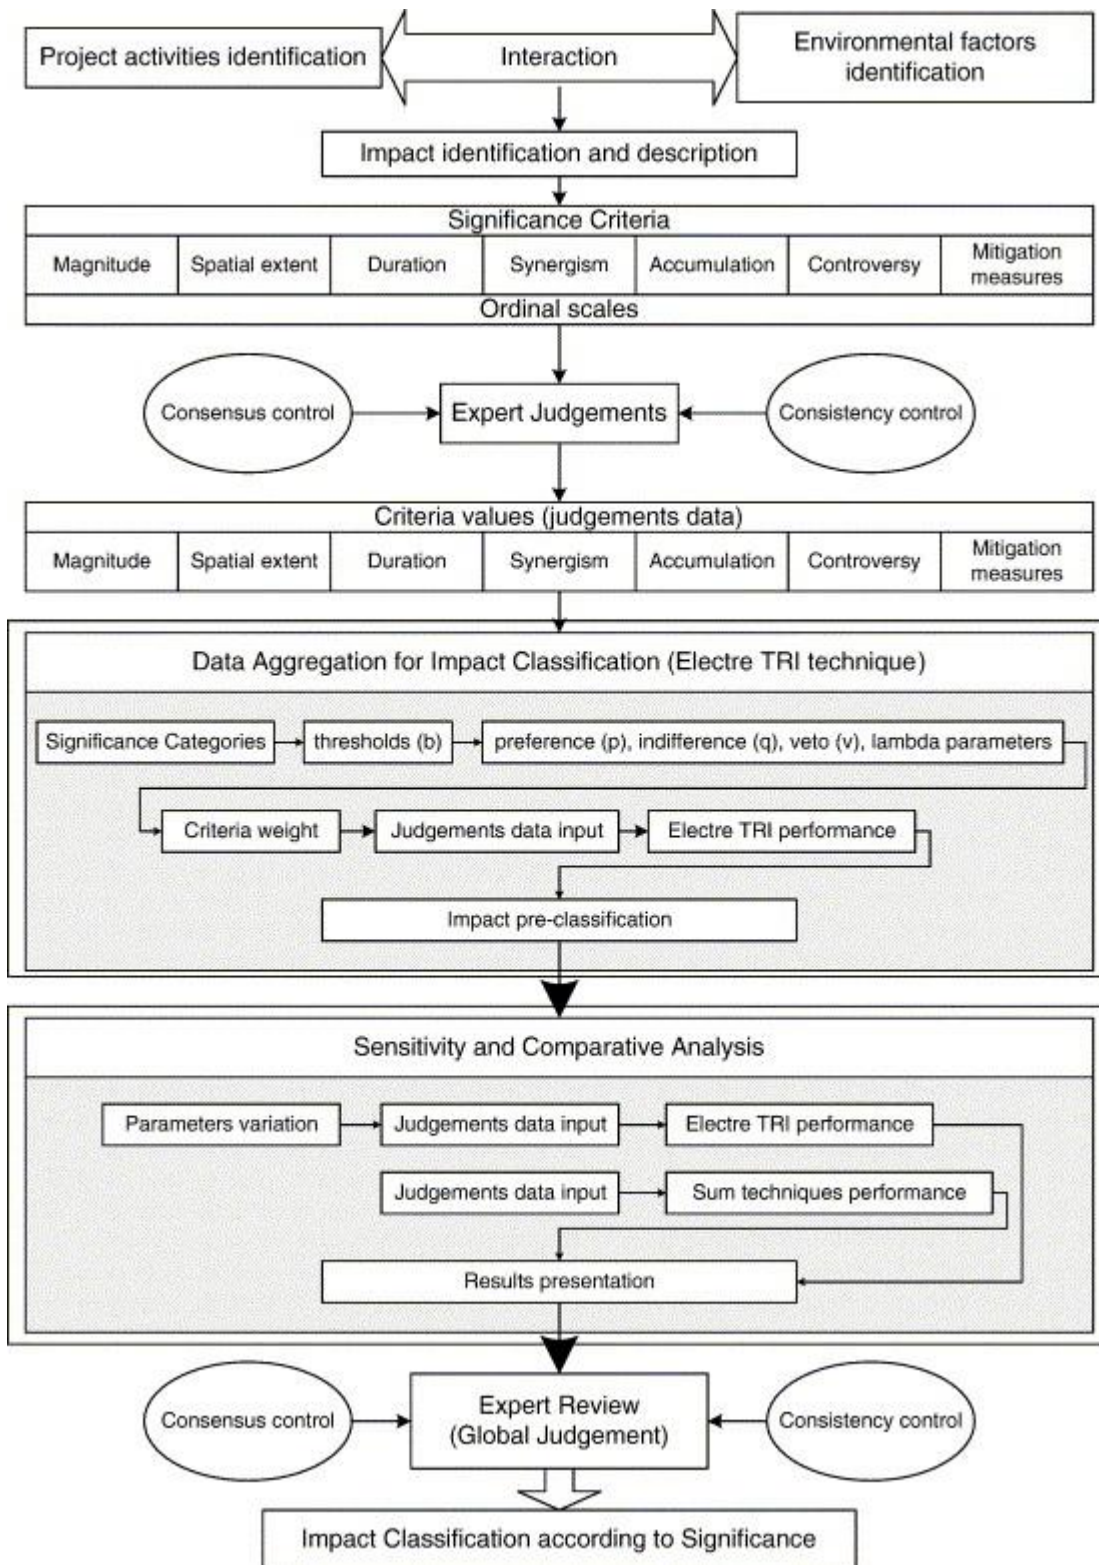 Project activities identification
Interaction
Environmental factors
identification
Impact identification and description
Significance Criteria
Magnitude
Spatial extent
Duration
Synergism
Accumulation
Controversy
Mitigation
measures
Ordinal scales
Consensus control
Expert Judgements
Consistency control
Criteria values (judgements data)
Magnitude
Spatial extent
Duration
Synergism
Accumulation
Controversy
Mitigation
measures
Data Aggregation for Impact Classification (Electre TRI technique)
Significance Categories
thresholds (b)
preference (p), indifference (q), veto (v), lambda parameters
Criteria weight
Judgements data input
Electre TRI performance
Impact pre-classification
Sensitivity and Comparative Analysis
Parameters variation
Judgements data input
Electre TRI performance
Judgements data input
Sum techniques performance
Results presentation
Consensus control
Expert Review
(Global Judgement)
Consistency control
Impact Classification according to Significance